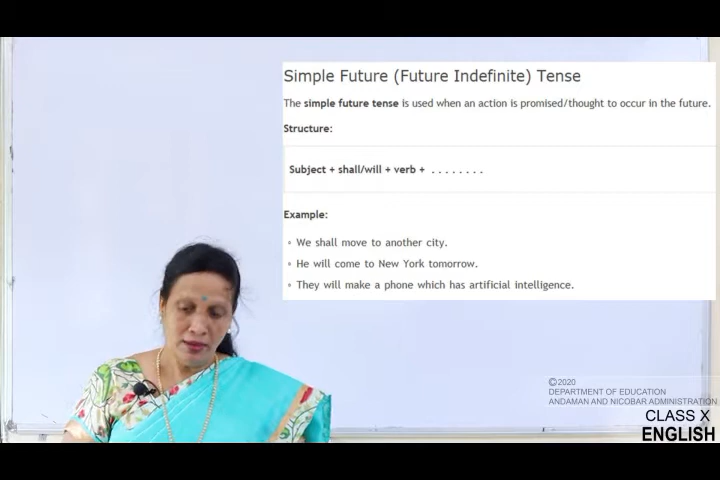 Simple Future (Future Indefinite) Tense
The simple future tense is used when an action is promised/thought to occur in the future.
Structure:
Subject + shall/will + verb + . . . . . . . .
Example:
We shall move to another city.
He will come to New York tomorrow.
They will make a phone which has artificial intelligence.
©2020
DEPARTMENT OF EDUCATION
ANDAMAN AND NICOBAR ADMINISTRATION
CLASS X
ENGLISH